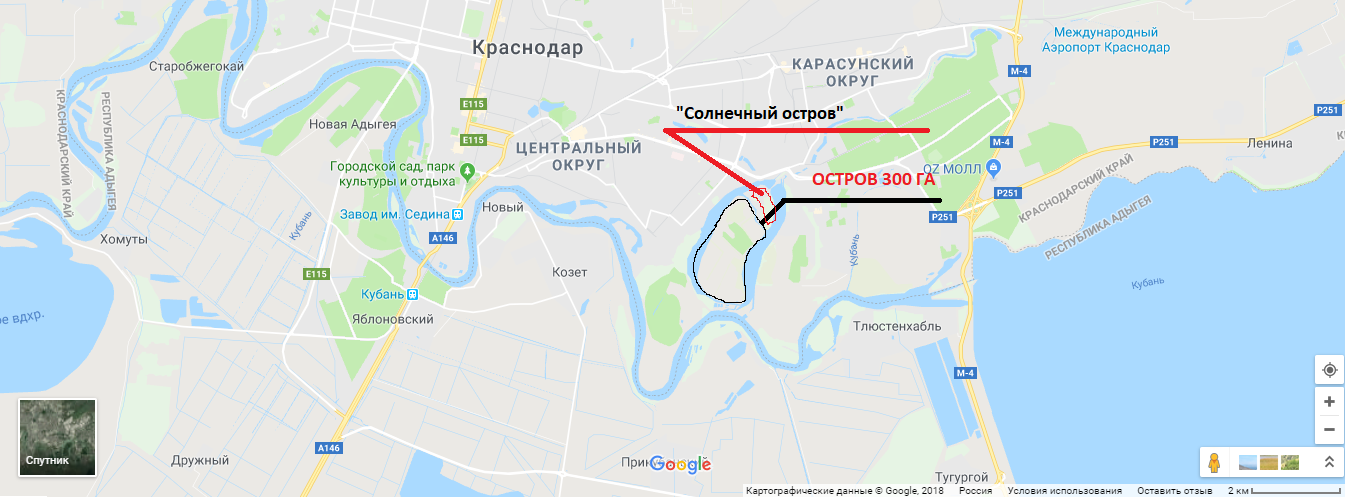 Международный
Аэропорт Краснодар
Краснодар
Старобжегокай
КАРАСУНСКИЙ
ОКРУГ
М-4
E115
"Солнечный остров"
P251
КРАСНОДАРСКИЙ КРАЙ
РЕСПУБЛИКА АДЫГЕЯ
Новая Адыгея
E115
ЦЕНТРАЛЬНЫЙ
ОКРУГ
М-4
P251
Ленина
Городской сад, парк
культуры и отдыха
OZ МОЛЛ
ОСТРОВ 300 ГА
P251
КРАСНОДАРСКИЙ КРАЙ
РЕСПУБЛИКА АДЫГЕЯ
Завод им. Седина
Новый
P251
Кубань
Хомуты
A146
Кубань
E115
Козет
Кубань
Кубань
Яблоновский
Тлюстенхабль
е вдхр.
М-4
A146
Спутник
Дружный
Google
Тугургой
Картографические данные © Google, 2018 Россия Условия использования Оставить отзыв 2 км